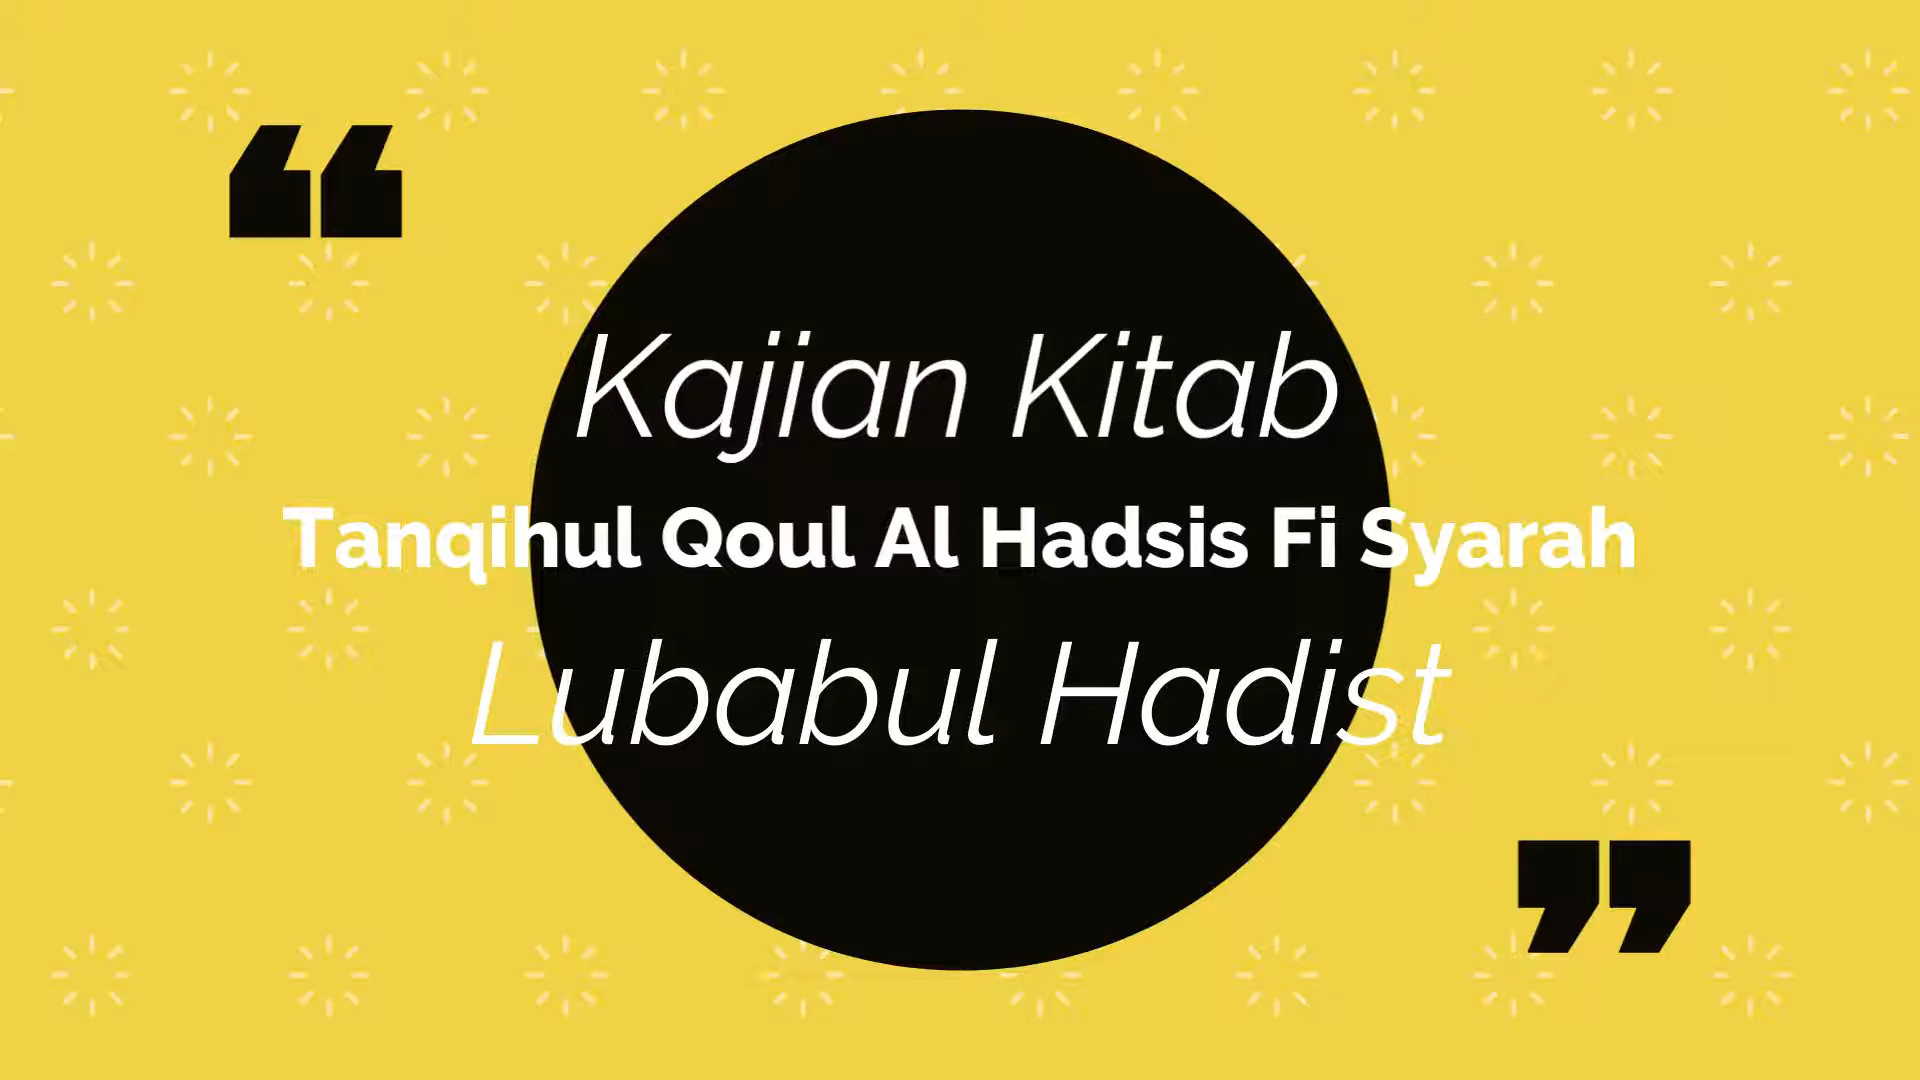 “
Kajian Kitab
Tanqihul Qoul Al Hadsis Fi Syarah
Lubabul Hadist
”